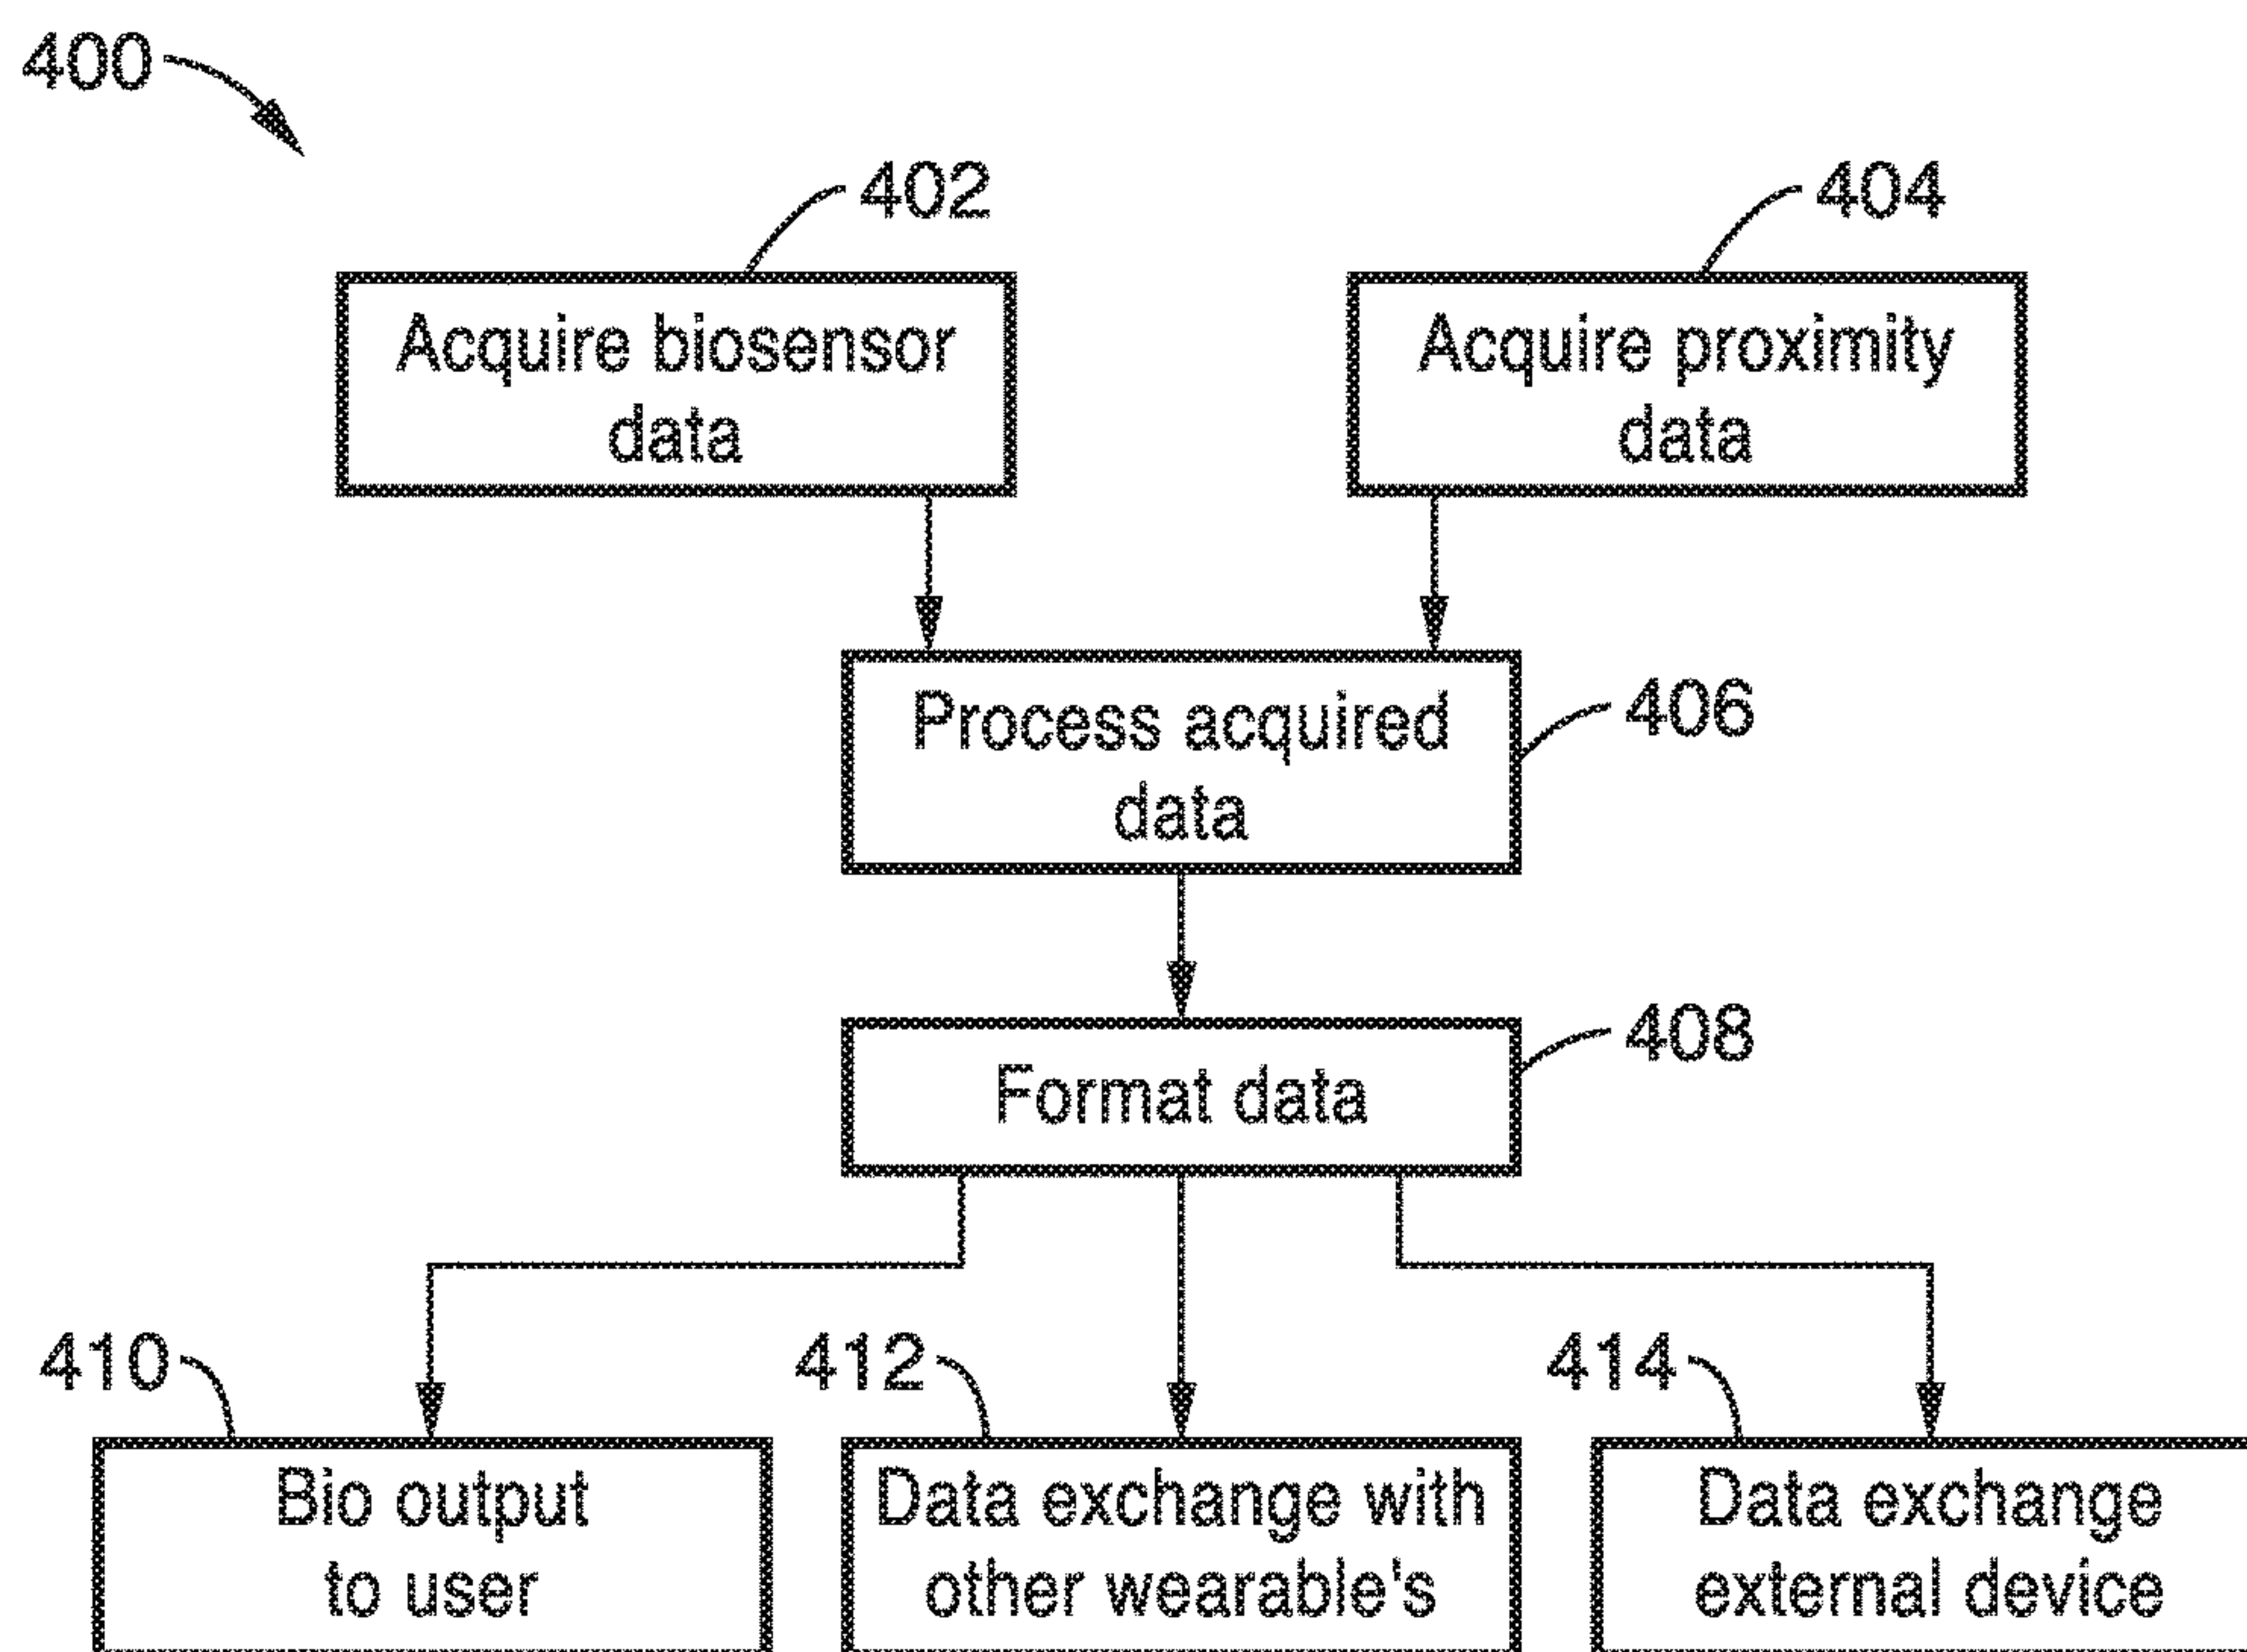 400
402
404
Acquire biosensor
data
Acquire proximity
data
Process acquired
data
406
Format data
408
410
412
414
Bio output
to user
Data exchange with
other wearable's
Data exchange
external device